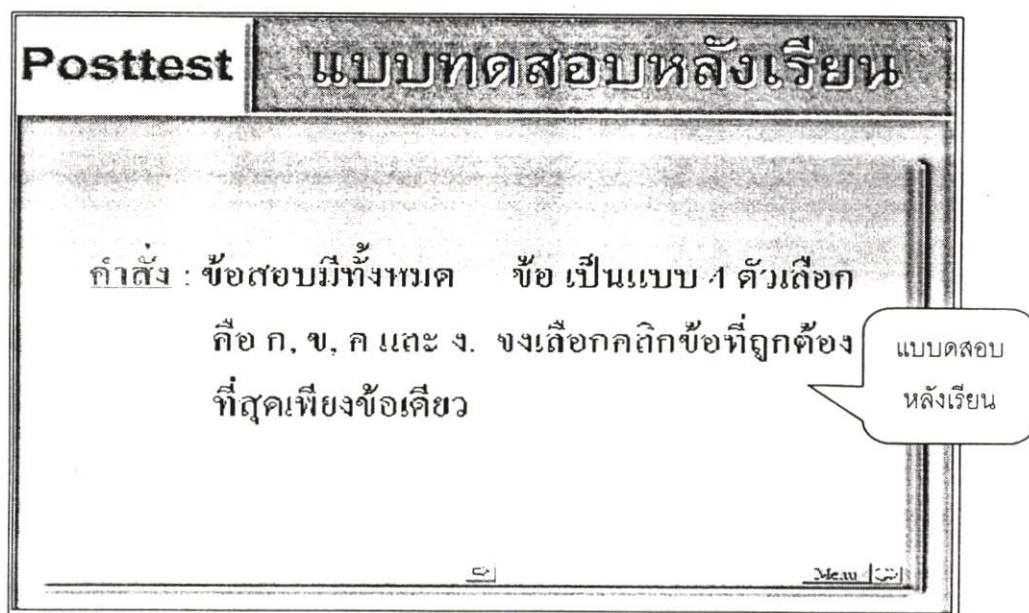 Posttest แบบทดสอบหลังเรียน
คำสั่ง : ข้อสอบมีทั้งหมด ข้อ เป็นแบบ 4 ตัวเลือก
คือ ก, ข, ค และ ง. จงเลือกคลิกข้อที่ถูกต้อง
ที่สุดเพียงข้อเดียว
แบบดสอบ
หลังเรียน
Menu